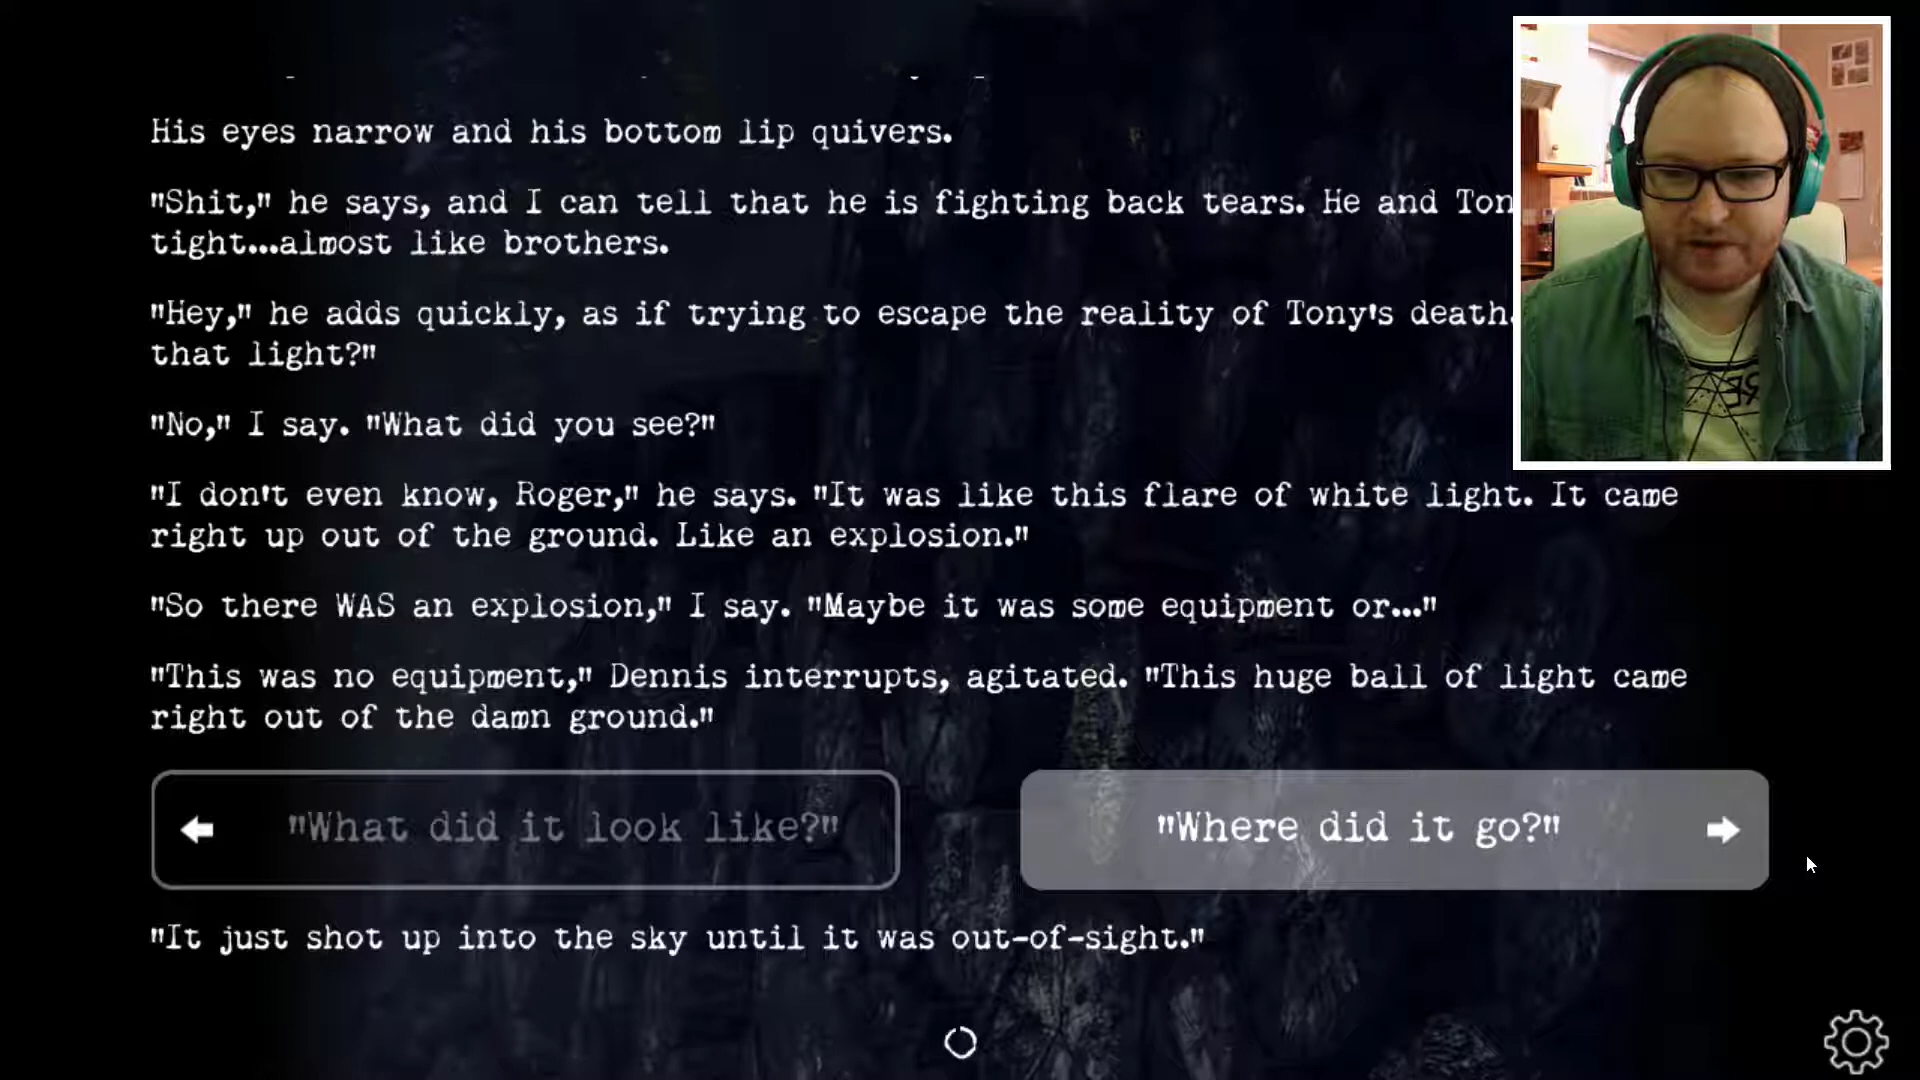 His eyes narrow and his bottom lip quivers.
"Shit," he says, and I can tell that he is fighting back tears. He and Ton
tight...almost like brothers.
"Hey," he adds quickly, as if trying to escape the reality of Tony's death.
that light?"
"No," I say. "What did you see?"
"I don't even know, Roger," he says. "It was like this flare of white light. It came
right up out of the ground. Like an explosion."
"So there WAS an explosion," I say. "Maybe it was some equipment or..."
"This was no equipment," Dennis interrupts, agitated. "This huge ball of light came
right out of the damn ground."
"What did it look like?"
"Where did it go?"
"It just shot up into the sky until it was out-of-sight."